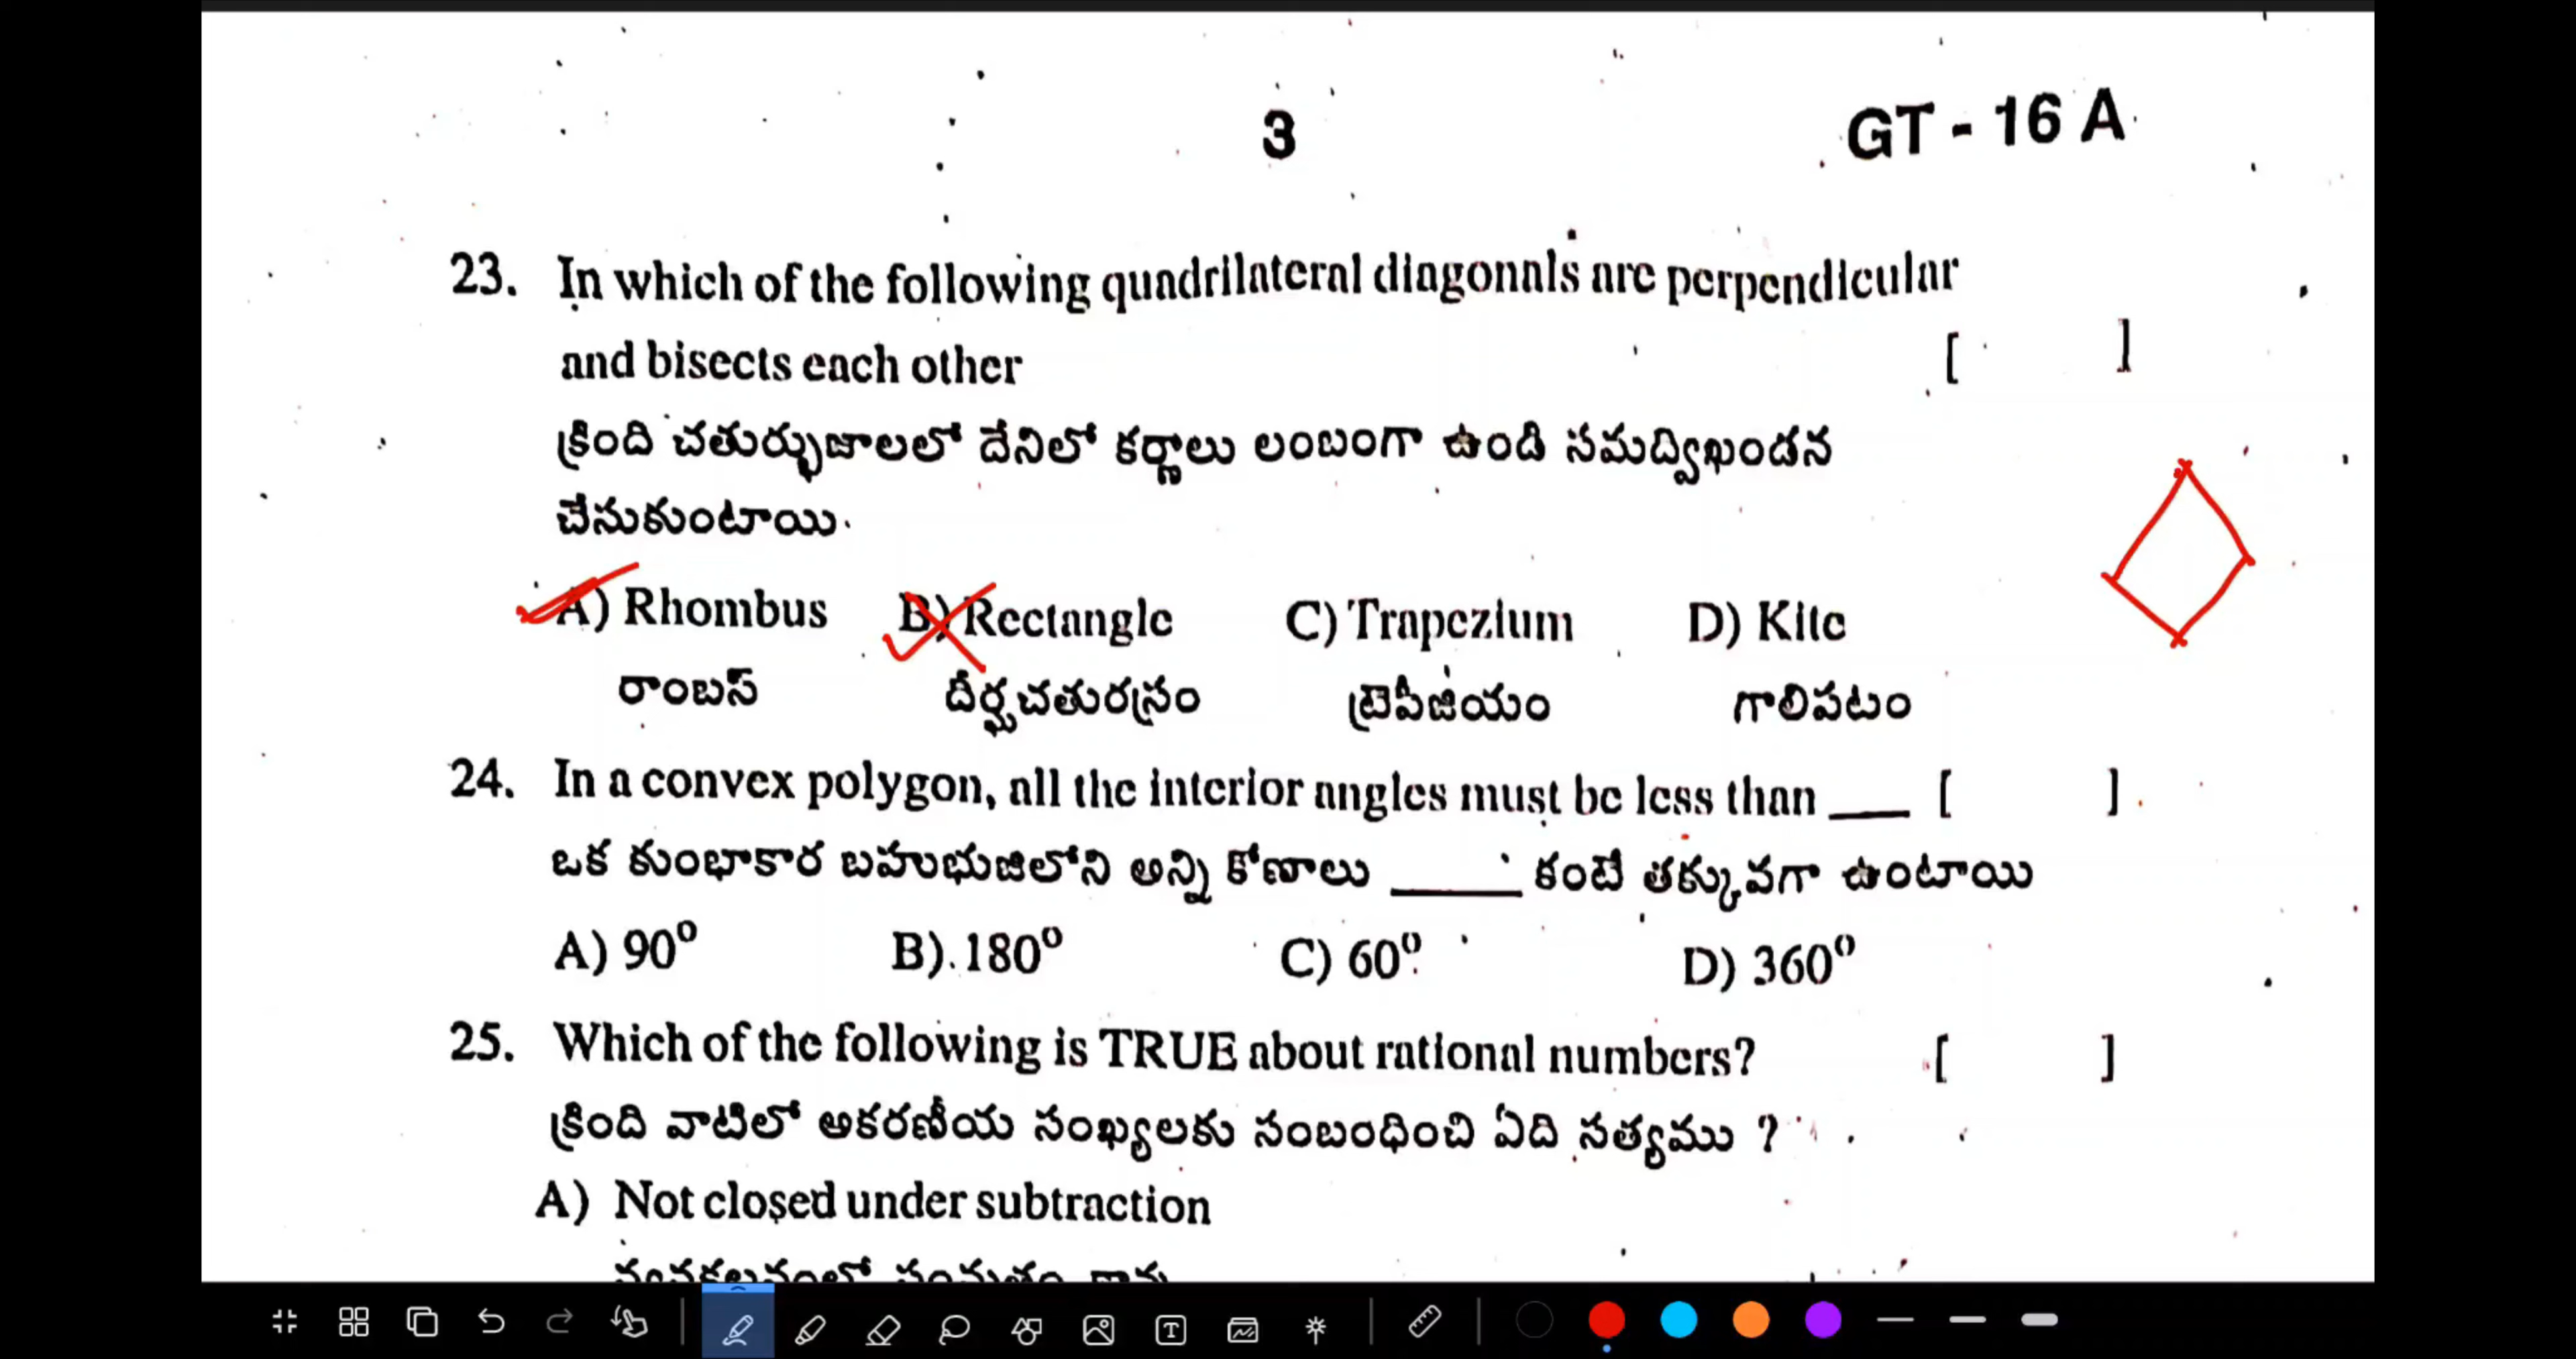 3
GT - 16 A
23. In which of the following quadrilateral diagonals are perpendicular
and bisects each other [ ]
క్రింది చతుర్భుజాలలో దేనిలో కర్ణాలు లంబంగా ఉండి సమద్విఖండన
చేసుకుంటాయి.
A) Rhombus B) Rectangle C) Trapezium D) Kite
రాంబస్ దీర్ఘచతురస్రం ట్రెపీజియం గాలిపటం
24. In a convex polygon, all the interior angles must be less than ___ [ ]
ఒక కుంభాకార బహుభుజిలోని అన్ని కోణాలు _____ కంటే తక్కువగా ఉంటాయి
A) 90° B) 180° C) 60° D) 360°
25. Which of the following is TRUE about rational numbers? [ ]
క్రింది వాటిలో అకరణీయ సంఖ్యలకు సంబంధించి ఏది సత్యము ?
A) Not closed under subtraction